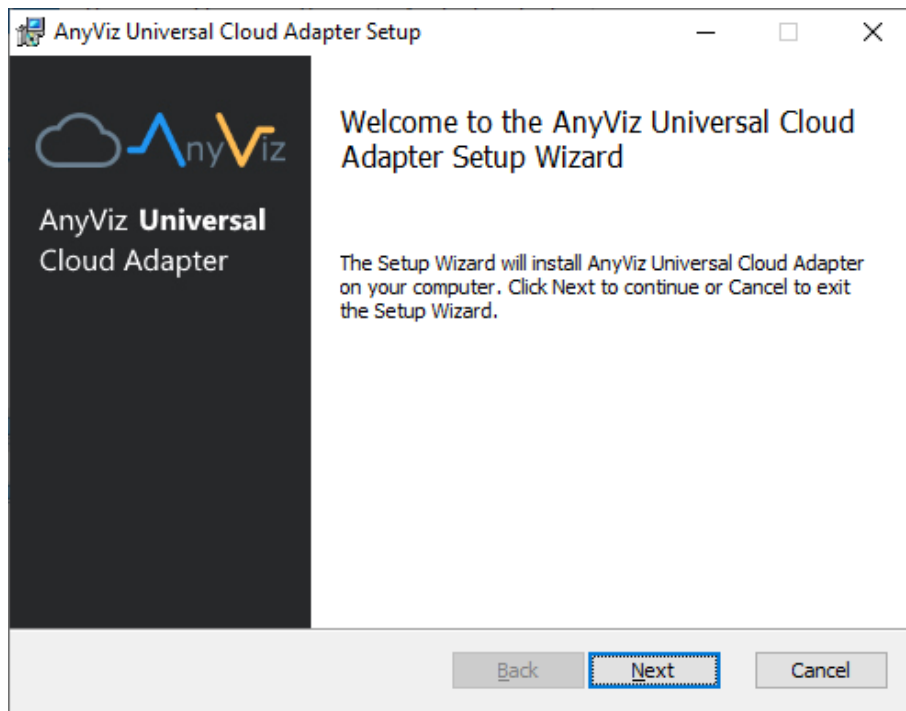 AnyViz Universal Cloud Adapter Setup
AnyViz
AnyViz Universal
Cloud Adapter
Welcome to the AnyViz Universal Cloud
Adapter Setup Wizard
The Setup Wizard will install AnyViz Universal Cloud Adapter
on your computer. Click Next to continue or Cancel to exit
the Setup Wizard.
Back
Next
Cancel